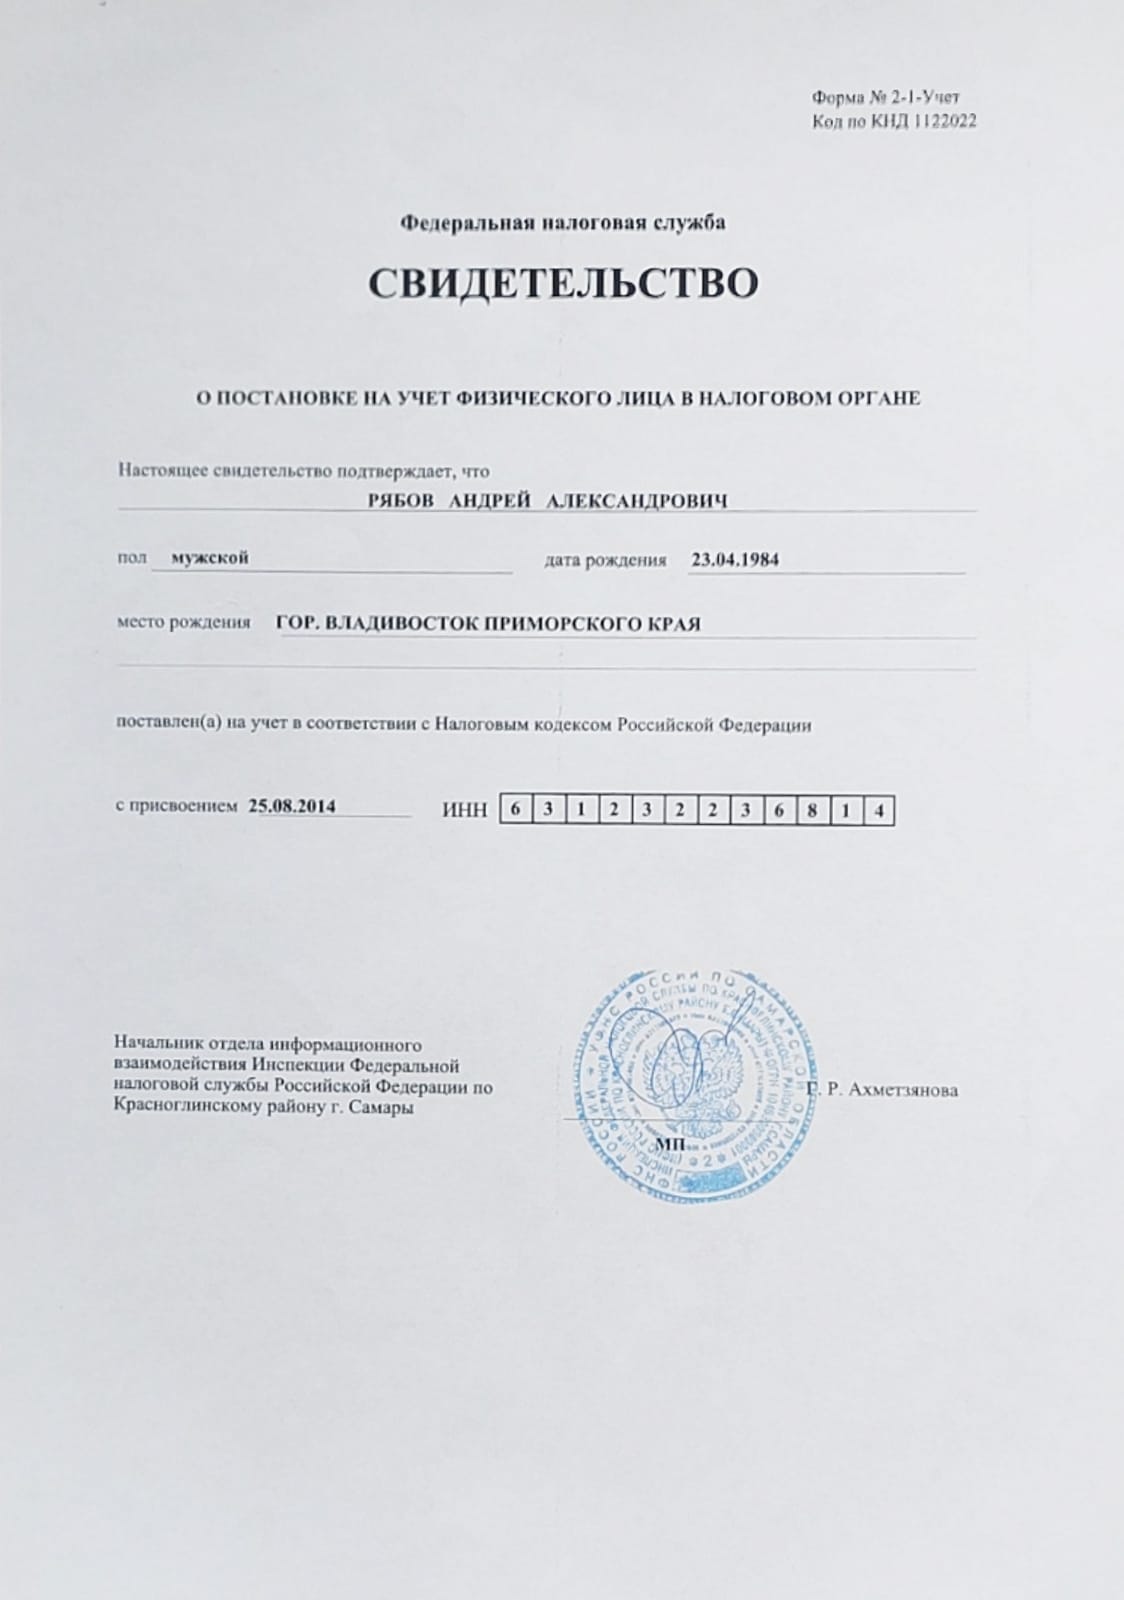 Форма № 2-1-Учет
Код по КНД 1122022
Федеральная налоговая служба
СВИДЕТЕЛЬСТВО
О ПОСТАНОВКЕ НА УЧЕТ ФИЗИЧЕСКОГО ЛИЦА В НАЛОГОВОМ ОРГАНЕ
Настоящее свидетельство подтверждает, что
РЯБОВ АНДРЕЙ АЛЕКСАНДРОВИЧ
пол мужской дата рождения 23.04.1984
место рождения ГОР. ВЛАДИВОСТОК ПРИМОРСКОГО КРАЯ
поставлен(а) на учет в соответствии с Налоговым кодексом Российской Федерации
с присвоением 25.08.2014 ИНН 6 3 1 2 3 2 2 3 6 8 1 4
Начальник отдела информационного
взаимодействия Инспекции Федеральной
налоговой службы Российской Федерации по
Красноглинскому району г. Самары
Р. Ахметзянова
МП
ФНС РОССИИ УФНС РОССИИ ПО САМАРСКОЙ ОБЛАСТИ